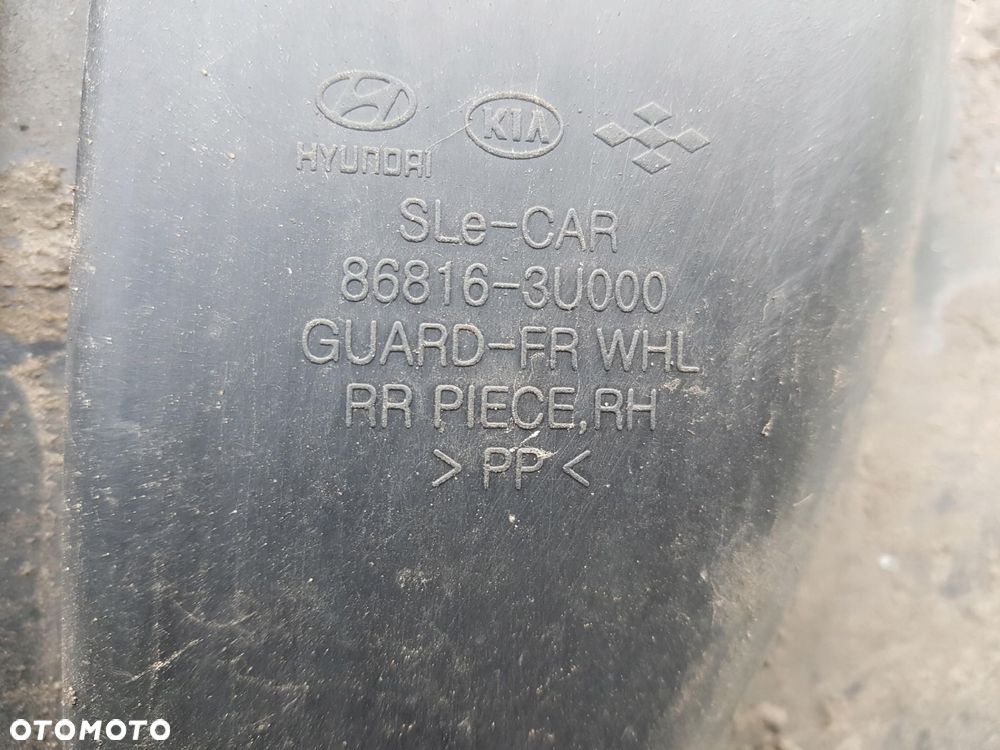 HYUNDAI
KIA
SLe-CAR
86816-3U000
GUARD-FR WHL
RR PIECE,RH
> PP <
OTOMOTO